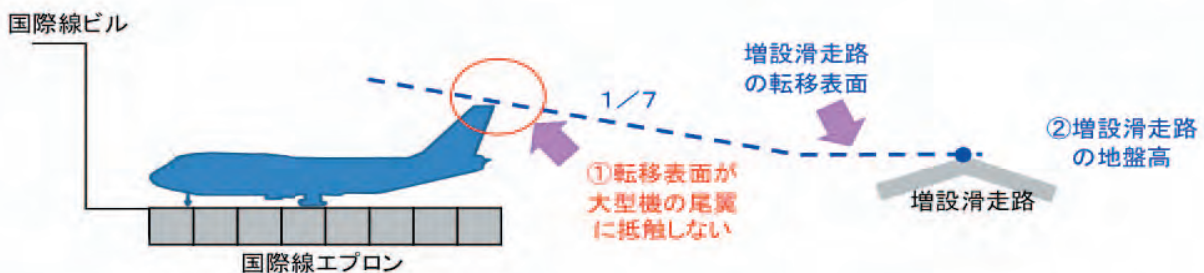 国際線ビル
増設滑走路
の転移表面
1/7
②増設滑走路
の地盤高
①転移表面が
大型機の尾翼
に抵触しない
増設滑走路
国際線エプロン